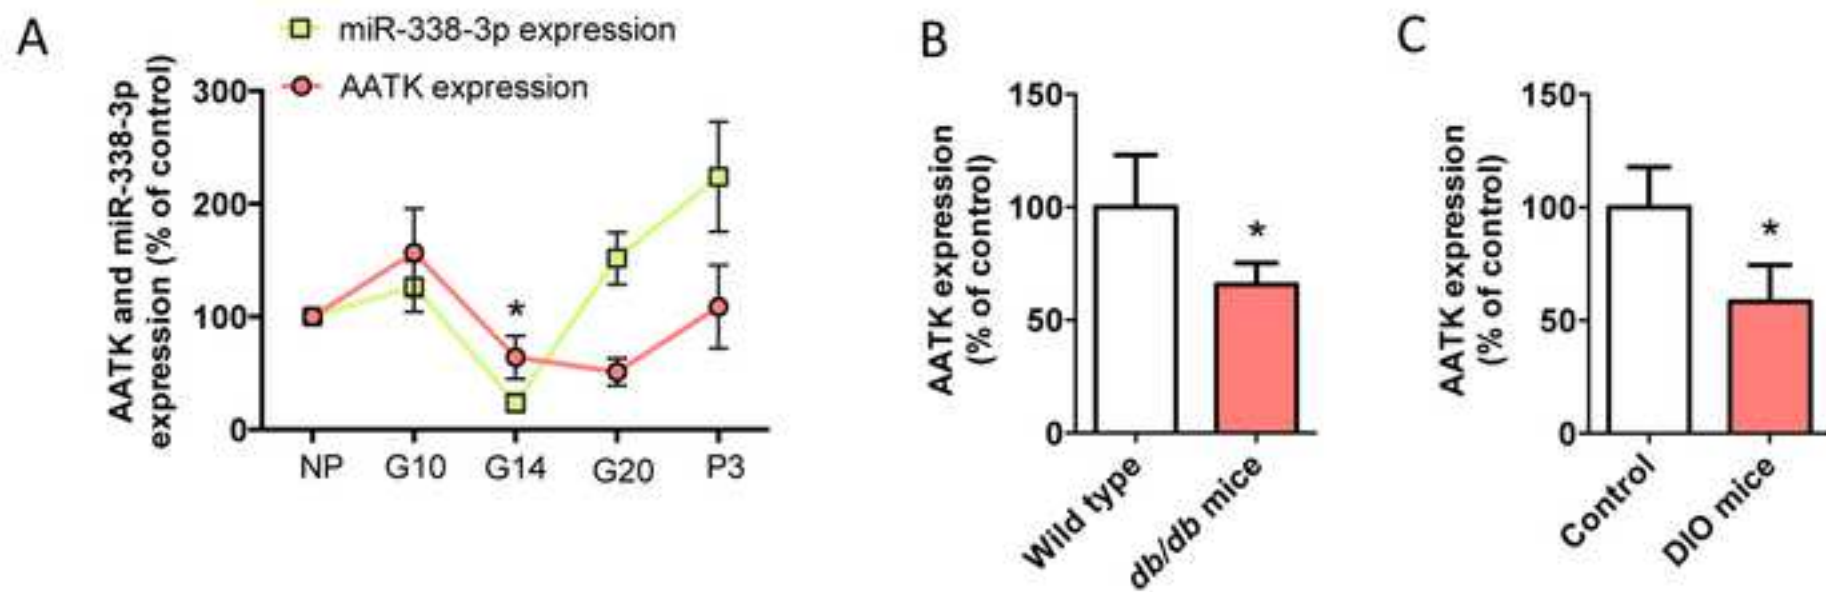 A
miR-338-3p expression
AATK expression
AATK and miR-338-3p
expression (% of control)
300
200
100
0
*
NP G10 G14 G20 P3
B
AATK expression
(% of control)
150
100
50
0
*
Wild type
db/db mice
C
AATK expression
(% of control)
150
100
50
0
*
Control
DIO mice